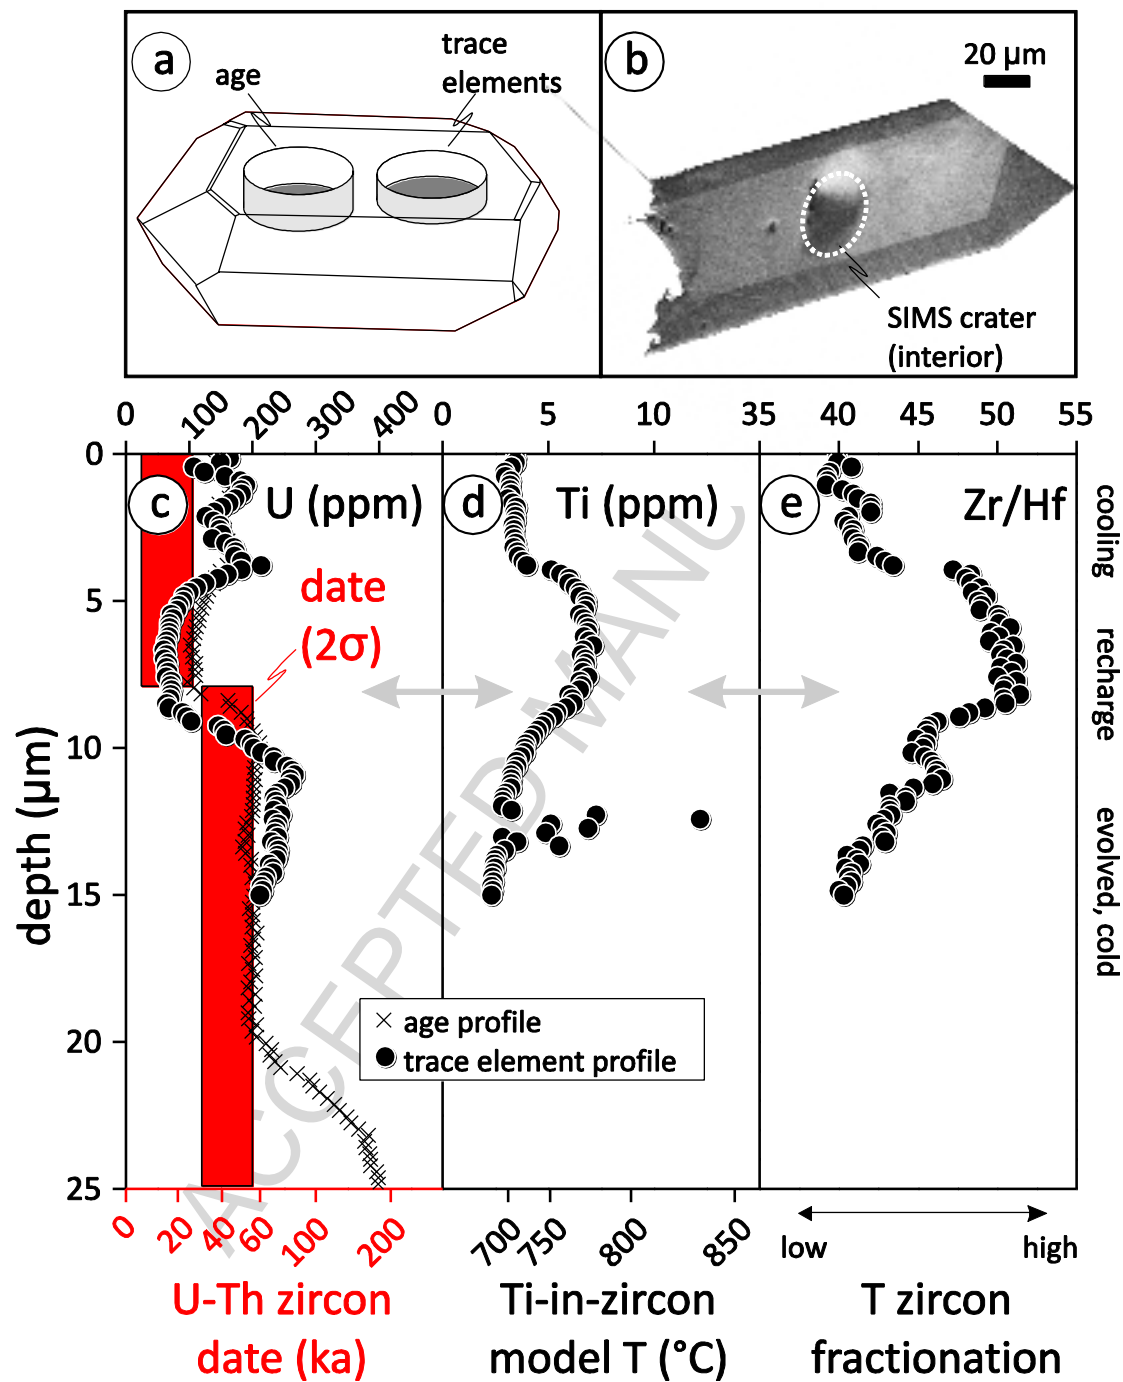 a
age
trace
elements
b
20 µm
SIMS crater
(interior)
0 100 200 300 400
0 5 10
35 40 45 50 55
0
5
10
15
20
25
depth (µm)
c
U (ppm)
date
(2σ)
d
Ti (ppm)
e
Zr/Hf
cooling
recharge
evolved, cold
ACCEPTED MANU
age profile
trace element profile
0 20 40 60 100 200
700 750 800 850
low high
U-Th zircon
date (ka)
Ti-in-zircon
model T (°C)
T zircon
fractionation